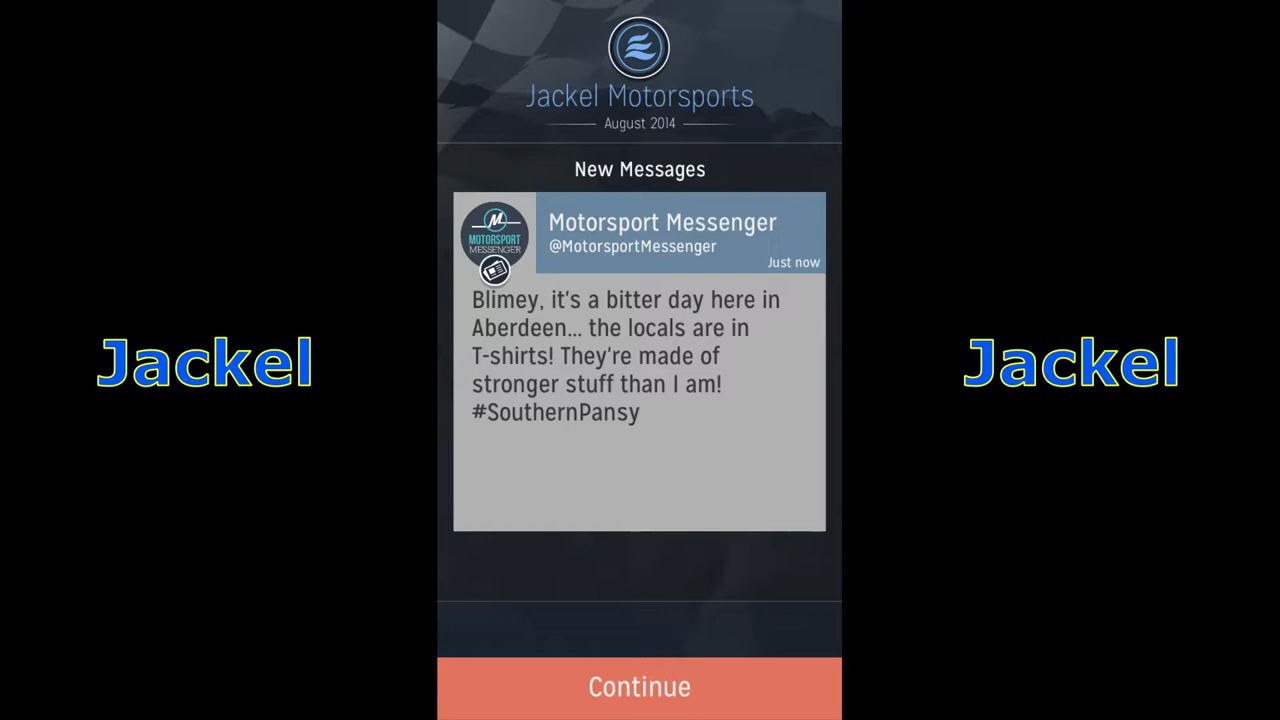 Jackel Motorsports
August 2014
New Messages
M
MOTORSPORT
MESSENGER
Motorsport Messenger
@MotorsportMessenger
Just now
Blimey, it's a bitter day here in
Aberdeen... the locals are in
T-shirts! They're made of
stronger stuff than I am!
#SouthernPansy
Jackel
Jackel
Continue